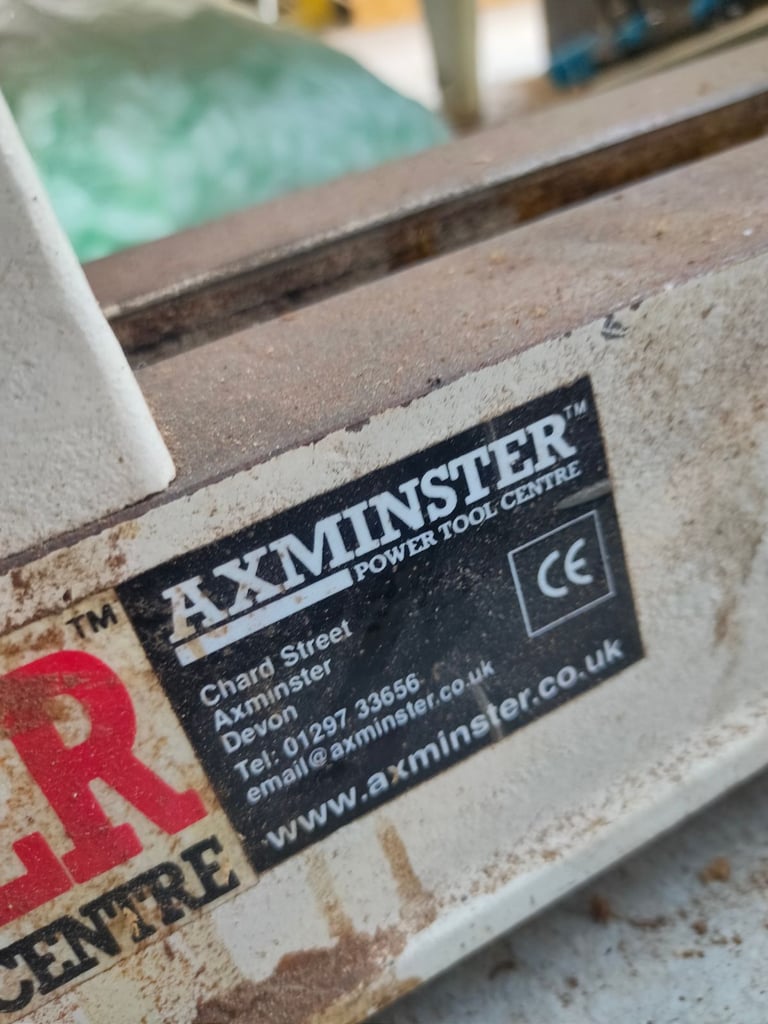 AXMINSTER™
POWER TOOL CENTRE
CE
Chard Street
Axminster
Devon
Tel: 01297 33656
email@axminster.co.uk
www.axminster.co.uk
™
ER
CENTRE